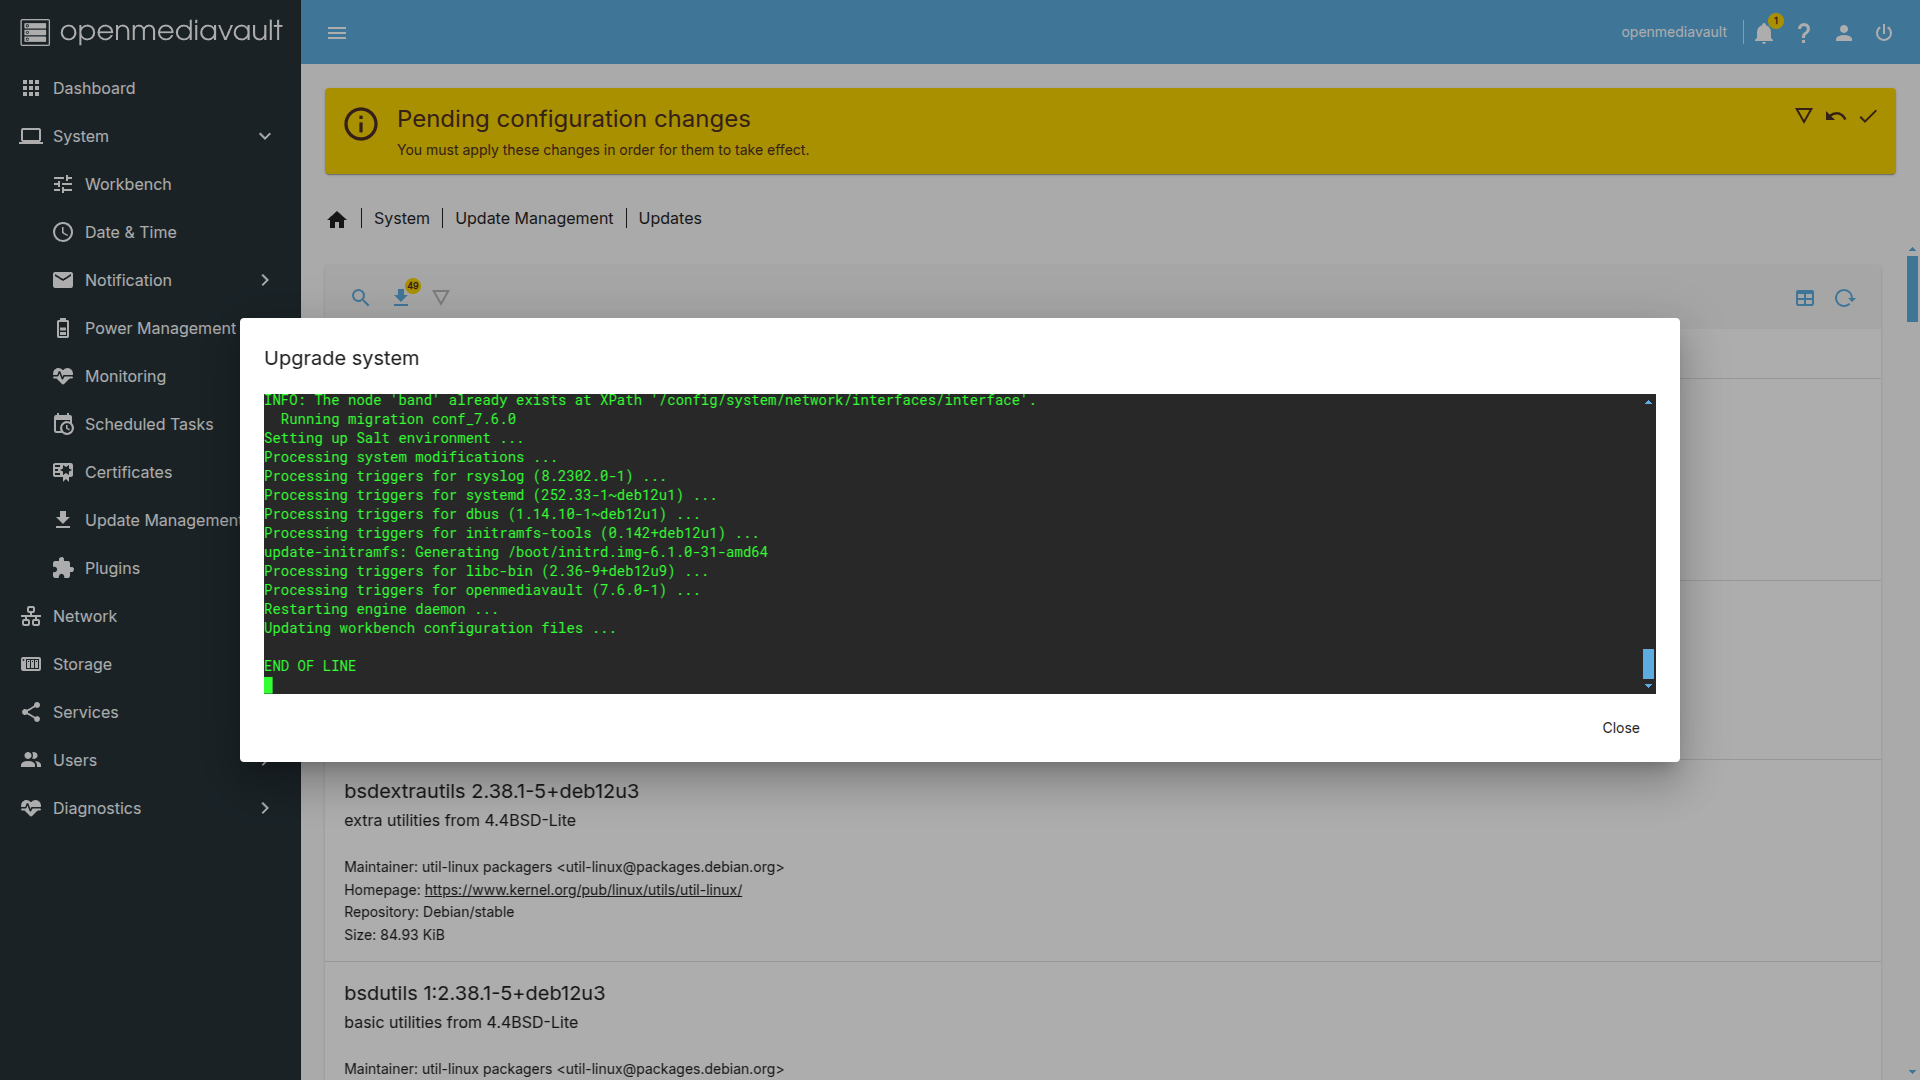 openmediavault
openmediavault
1
Dashboard
System
Workbench
Date & Time
Notification
Power Management
Monitoring
Scheduled Tasks
Certificates
Update Management
Plugins
Network
Storage
Services
Users
Diagnostics
Pending configuration changes
You must apply these changes in order for them to take effect.
System | Update Management | Updates
49
Upgrade system
INFO: The node 'band' already exists at XPath '/config/system/network/interfaces/interface'.
Running migration conf_7.6.0
Setting up Salt environment ...
Processing system modifications ...
Processing triggers for rsyslog (8.2302.0-1) ...
Processing triggers for systemd (252.33-1~deb12u1) ...
Processing triggers for dbus (1.14.10-1~deb12u1) ...
Processing triggers for initramfs-tools (0.142+deb12u1) ...
update-initramfs: Generating /boot/initrd.img-6.1.0-31-amd64
Processing triggers for libc-bin (2.36-9+deb12u9) ...
Processing triggers for openmediavault (7.6.0-1) ...
Restarting engine daemon ...
Updating workbench configuration files ...
END OF LINE
Close
bsdextrautils 2.38.1-5+deb12u3
extra utilities from 4.4BSD-Lite
Maintainer: util-linux packagers <util-linux@packages.debian.org>
Homepage: https://www.kernel.org/pub/linux/utils/util-linux/
Repository: Debian/stable
Size: 84.93 KiB
bsdutils 1:2.38.1-5+deb12u3
basic utilities from 4.4BSD-Lite
Maintainer: util-linux packagers <util-linux@packages.debian.org>